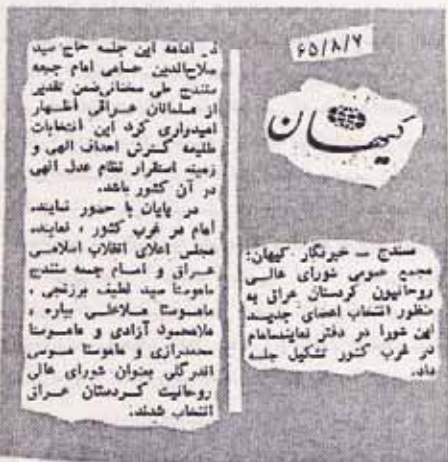 ۶۵/۸/۷
کیهان
سنندج — خبرنگار کیهان:
مجمع عمومی شورای عالی
روحانیون کردستان عراق به
منظور انتخاب اعضای جدید
این شورا در دفتر نماینده‌امام
در غرب کشور تشکیل جلسه
داد.
در ادامه این جلسه حاج سید
صلاح‌الدین حسامی امام جمعه
سنندج طی سخنانی‌ضمن تقدیر
از مسلمانان عراقی اظهار
امیدواری کرد این انتخابات
طلیعه گسترش اهداف الهی و
زمینه استقرار نظام عدل الهی
در آن کشور باشد.
در پایان با حضور نماینده
امام در غرب کشور ، نماینده
مجلس اعلای انقلاب اسلامی
عراق و امام جمعه سنندج
ماموستا سید لطیف برزنجی ،
ماموستا ملاعلی بیاره ،
ملامحمود آزادی و ماموستا
محمدرازی و ماموستا موسی
اندرگلی بعنوان شورای عالی
روحانیت کردستان عراق
انتخاب شدند.